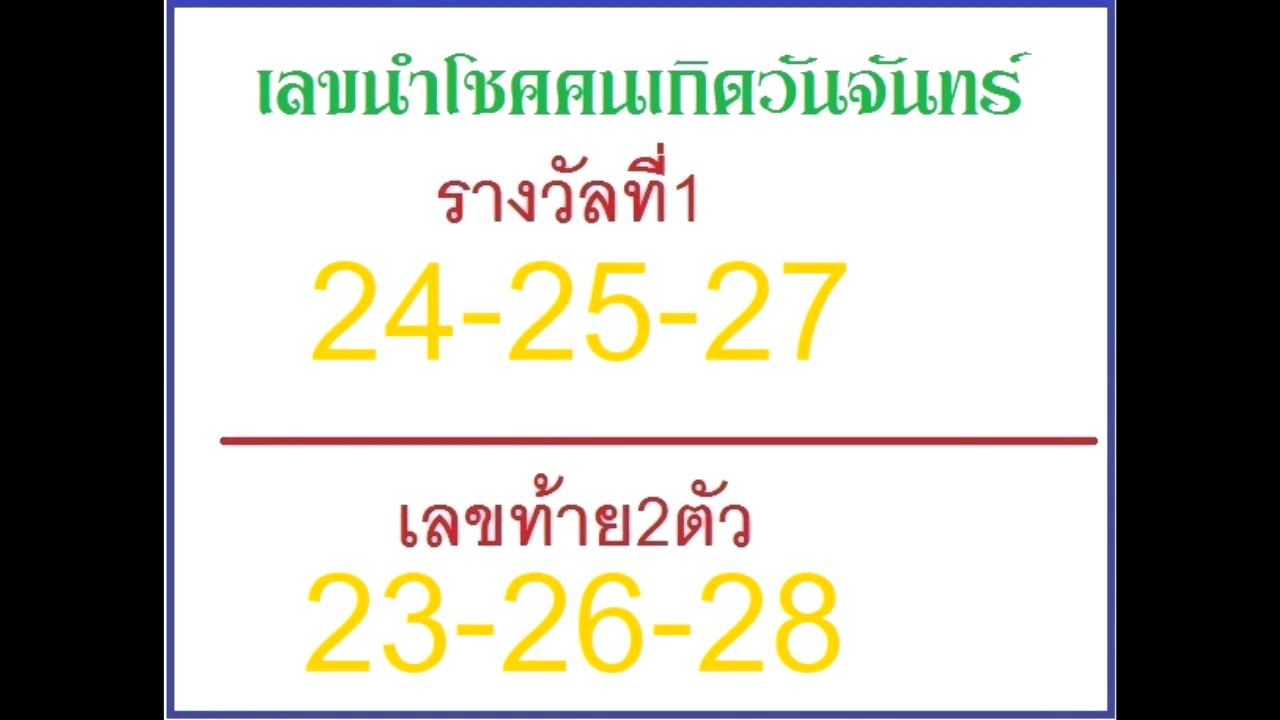 เลขนำโชคคนเกิดวันจันทร์
รางวัลที่1
24-25-27
เลขท้าย2ตัว
23-26-28